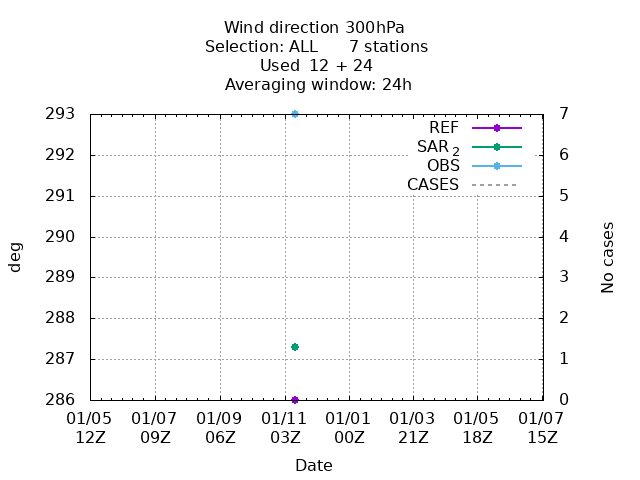 Wind direction 300hPa
Selection: ALL      7 stations
Used  12 + 24
Averaging window: 24h
293
292
291
290
289
288
287
286
7
6
5
4
3
2
1
0
deg
No cases
REF
SAR 2
OBS
CASES
01/05 01/07 01/09 01/11 01/01 01/03 01/05 01/07
12Z 09Z 06Z 03Z 00Z 21Z 18Z 15Z
Date